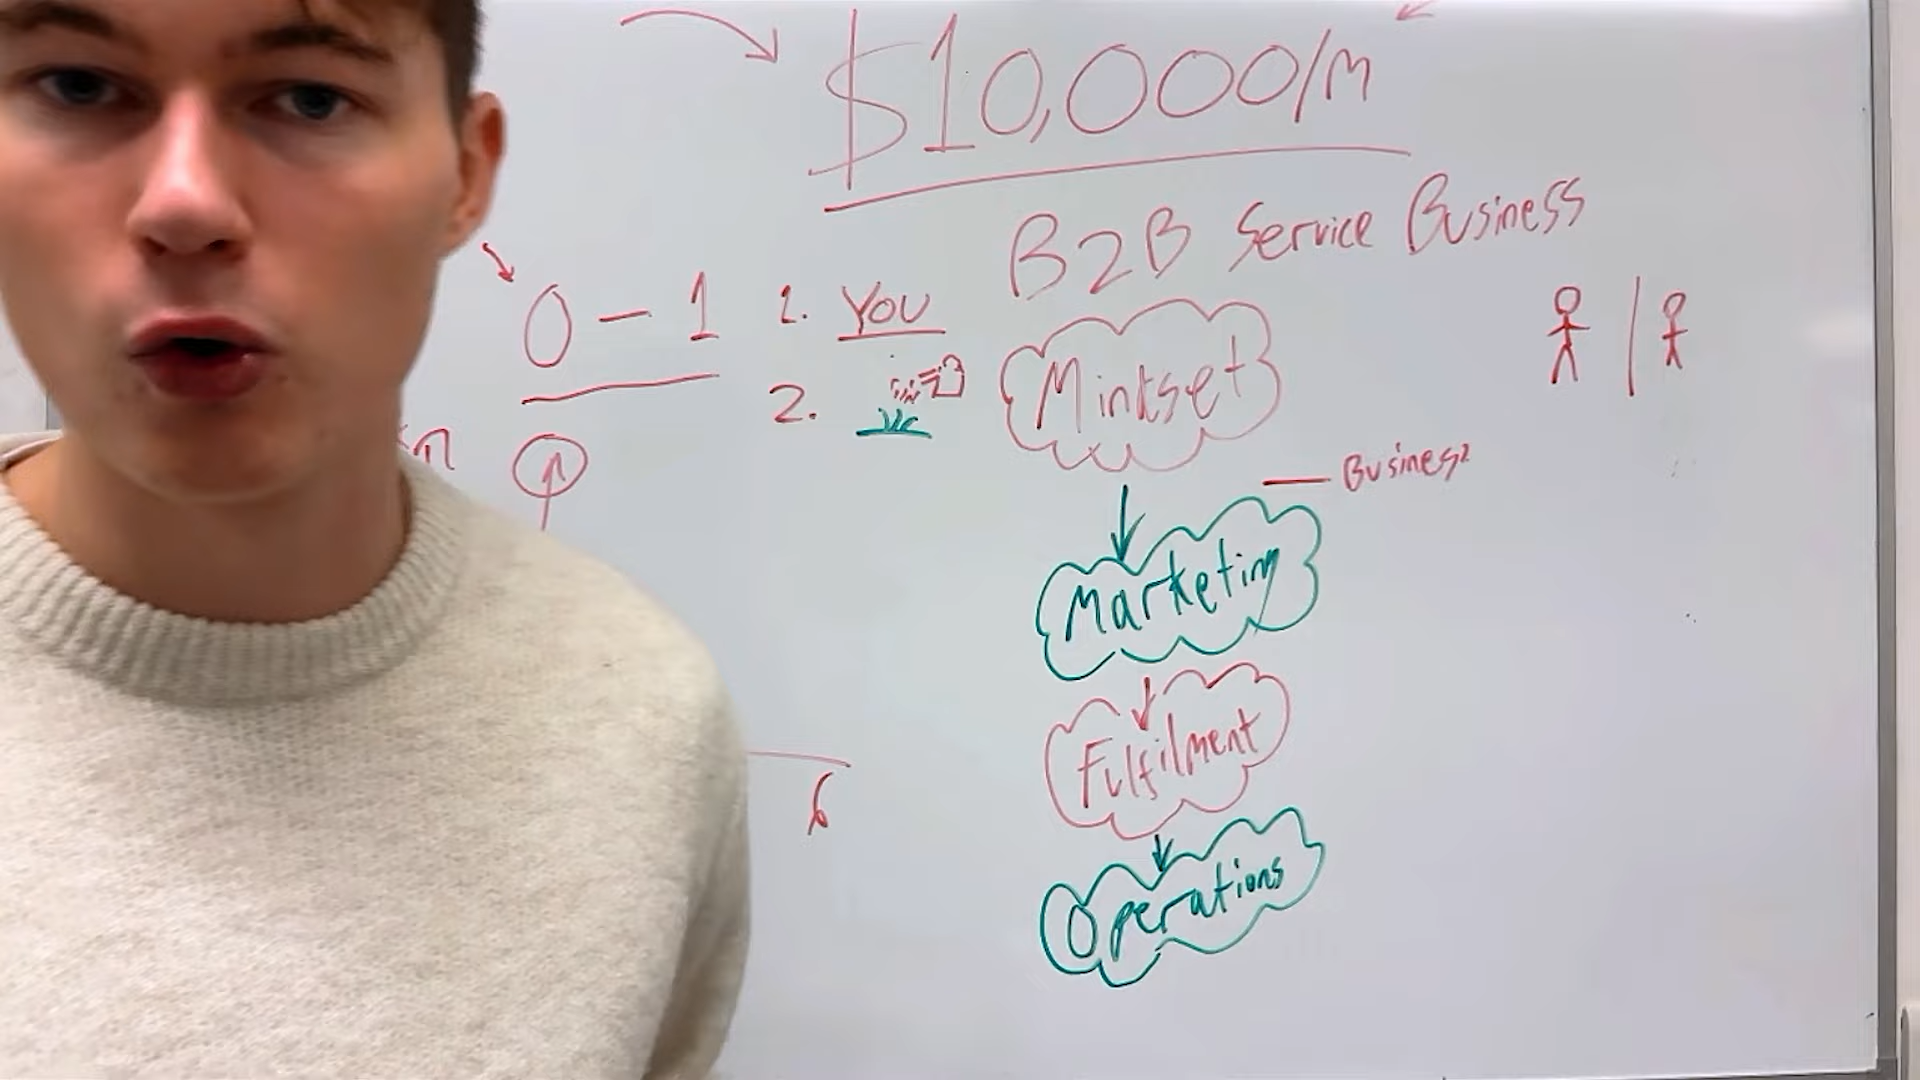 $10,000/m
B2B Service Business
0 - 1
1. YOU
2.
Mindset
Business
Marketing
Fulfilment
Operations